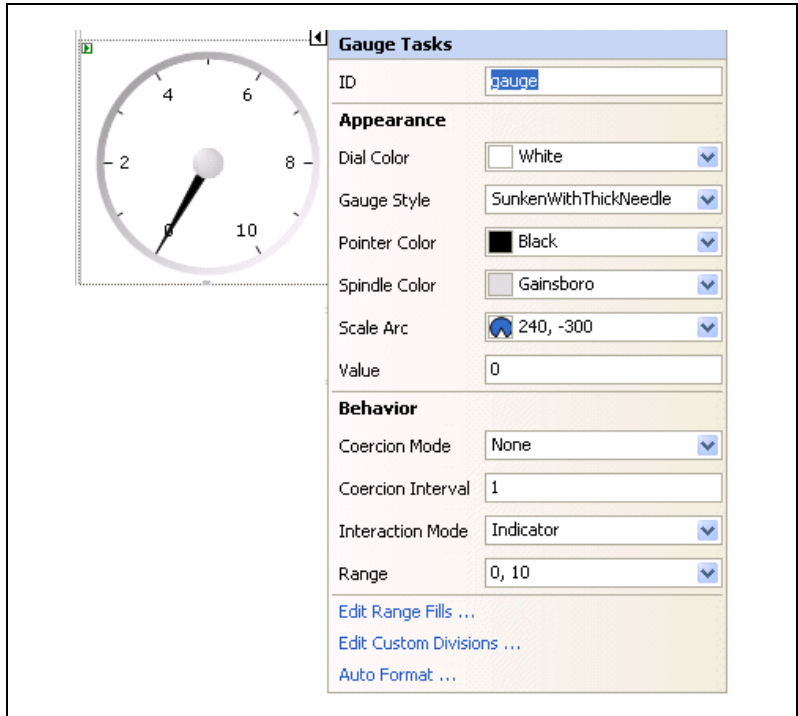 4 6
2 8
0 10
Gauge Tasks
ID gauge
Appearance
Dial Color White
Gauge Style SunkenWithThickNeedle
Pointer Color Black
Spindle Color Gainsboro
Scale Arc 240, -300
Value 0
Behavior
Coercion Mode None
Coercion Interval 1
Interaction Mode Indicator
Range 0, 10
Edit Range Fills ...
Edit Custom Divisions ...
Auto Format ...